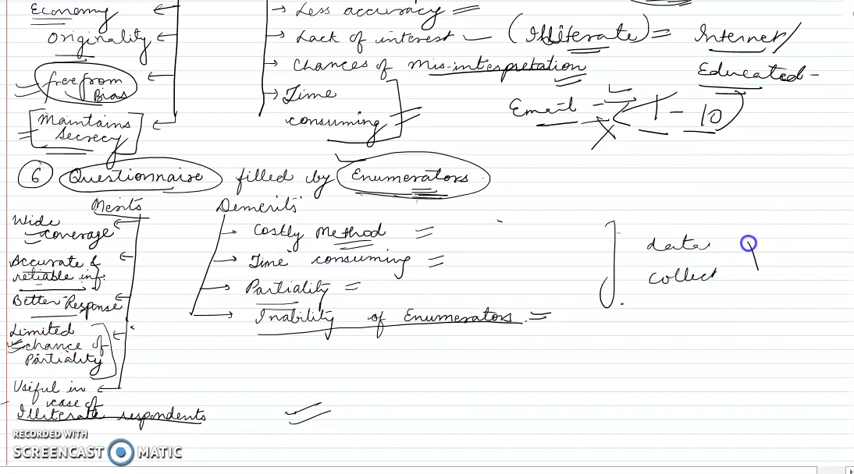 Economy
Originality
free from
Bias
Maintains
Secrecy
Less accuracy
Lack of interest
Chances of Mis-interpretation
Time
consuming
(Illiterate) = Internet/
Educated -
Email
1 - 10
6 Questionnaire filled by Enumerators
Merits
Wide
coverage
Accurate &
reliable inf.
Better Response
Limited
chance of
Partiality
Useful in
case of
Illiterate respondents
Demerits
Costly Method
Time consuming
Partiality
Inability of Enumerators
data
collect
RECORDED WITH
SCREENCAST MATIC